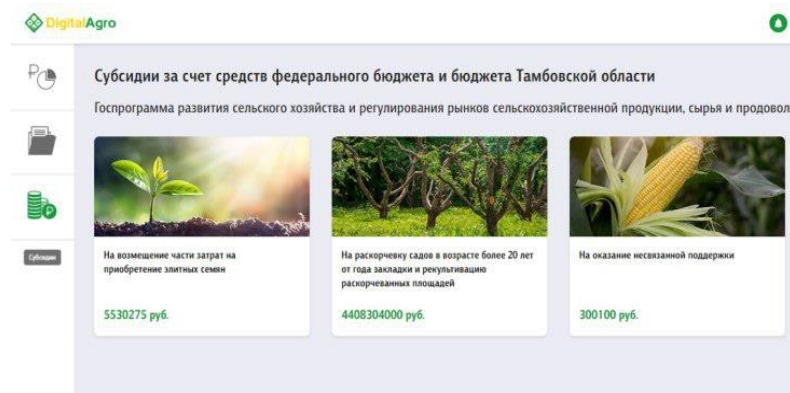 DigitalAgro
Субсидии за счет средств федерального бюджета и бюджета Тамбовской области
Госпрограмма развития сельского хозяйства и регулирования рынков сельскохозяйственной продукции, сырья и продовол
На возмещение части затрат на
приобретение элитных семян
5530275 руб.
На раскорчевку садов в возрасте более 20 лет
от года закладки и рекультивацию
раскорчеванных площадей
4408304000 руб.
На оказание несвязанной поддержки
300100 руб.
Субсидии